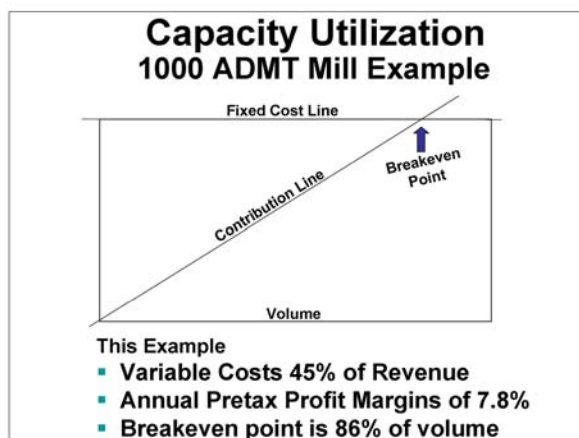 Capacity Utilization
1000 ADMT Mill Example
Fixed Cost Line
Breakeven
Point
Contribution Line
Volume
This Example
▪ Variable Costs 45% of Revenue
▪ Annual Pretax Profit Margins of 7.8%
▪ Breakeven point is 86% of volume